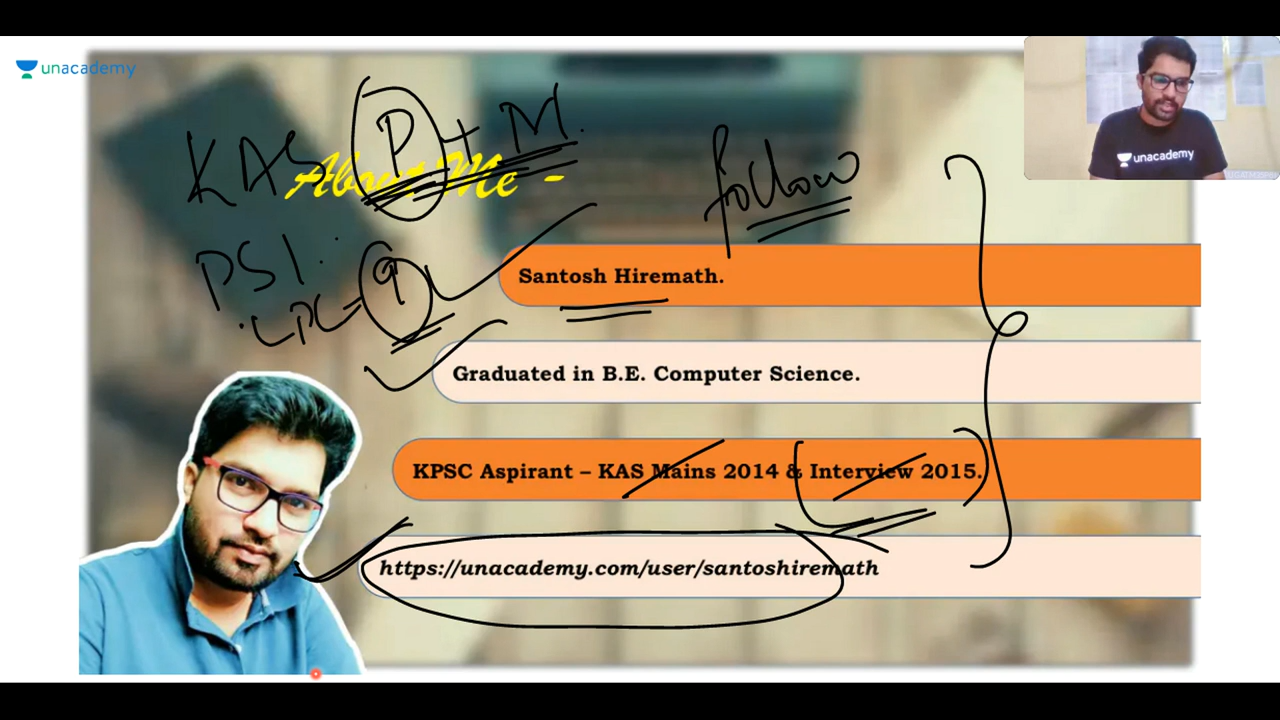 unacademy
KAS P + M.
About Me -
follow
unacademy
PSI.
Santosh Hiremath.
Graduated in B.E. Computer Science.
KPSC Aspirant – KAS Mains 2014 & Interview 2015.
https://unacademy.com/user/santoshiremath